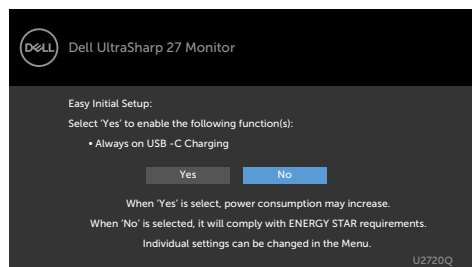 DELL
Dell UltraSharp 27 Monitor
Easy Initial Setup:
Select 'Yes' to enable the following function(s):
• Always on USB -C Charging
Yes No
When 'Yes' is select, power consumption may increase.
When 'No' is selected, it will comply with ENERGY STAR requirements.
Individual settings can be changed in the Menu.
U2720Q